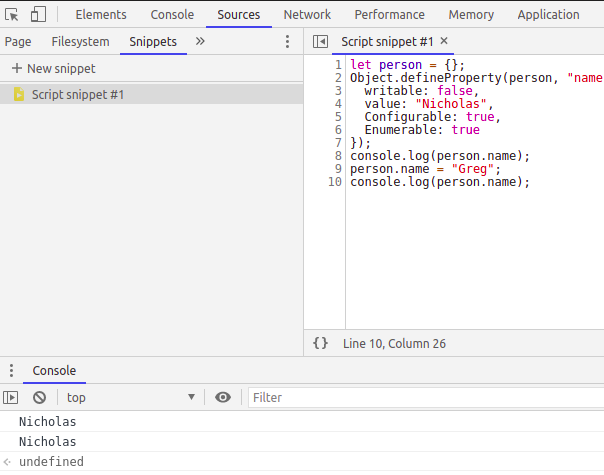 Elements Console Sources Network Performance Memory Application
Page Filesystem Snippets »
Script snippet #1 ×
+ New snippet
Script snippet #1
1 let person = {};
2 Object.defineProperty(person, "name
3 writable: false,
4 value: "Nicholas",
5 Configurable: true,
6 Enumerable: true
7 });
8 console.log(person.name);
9 person.name = "Greg";
10 console.log(person.name);
{} Line 10, Column 26
Console
top Filter
Nicholas
Nicholas
undefined